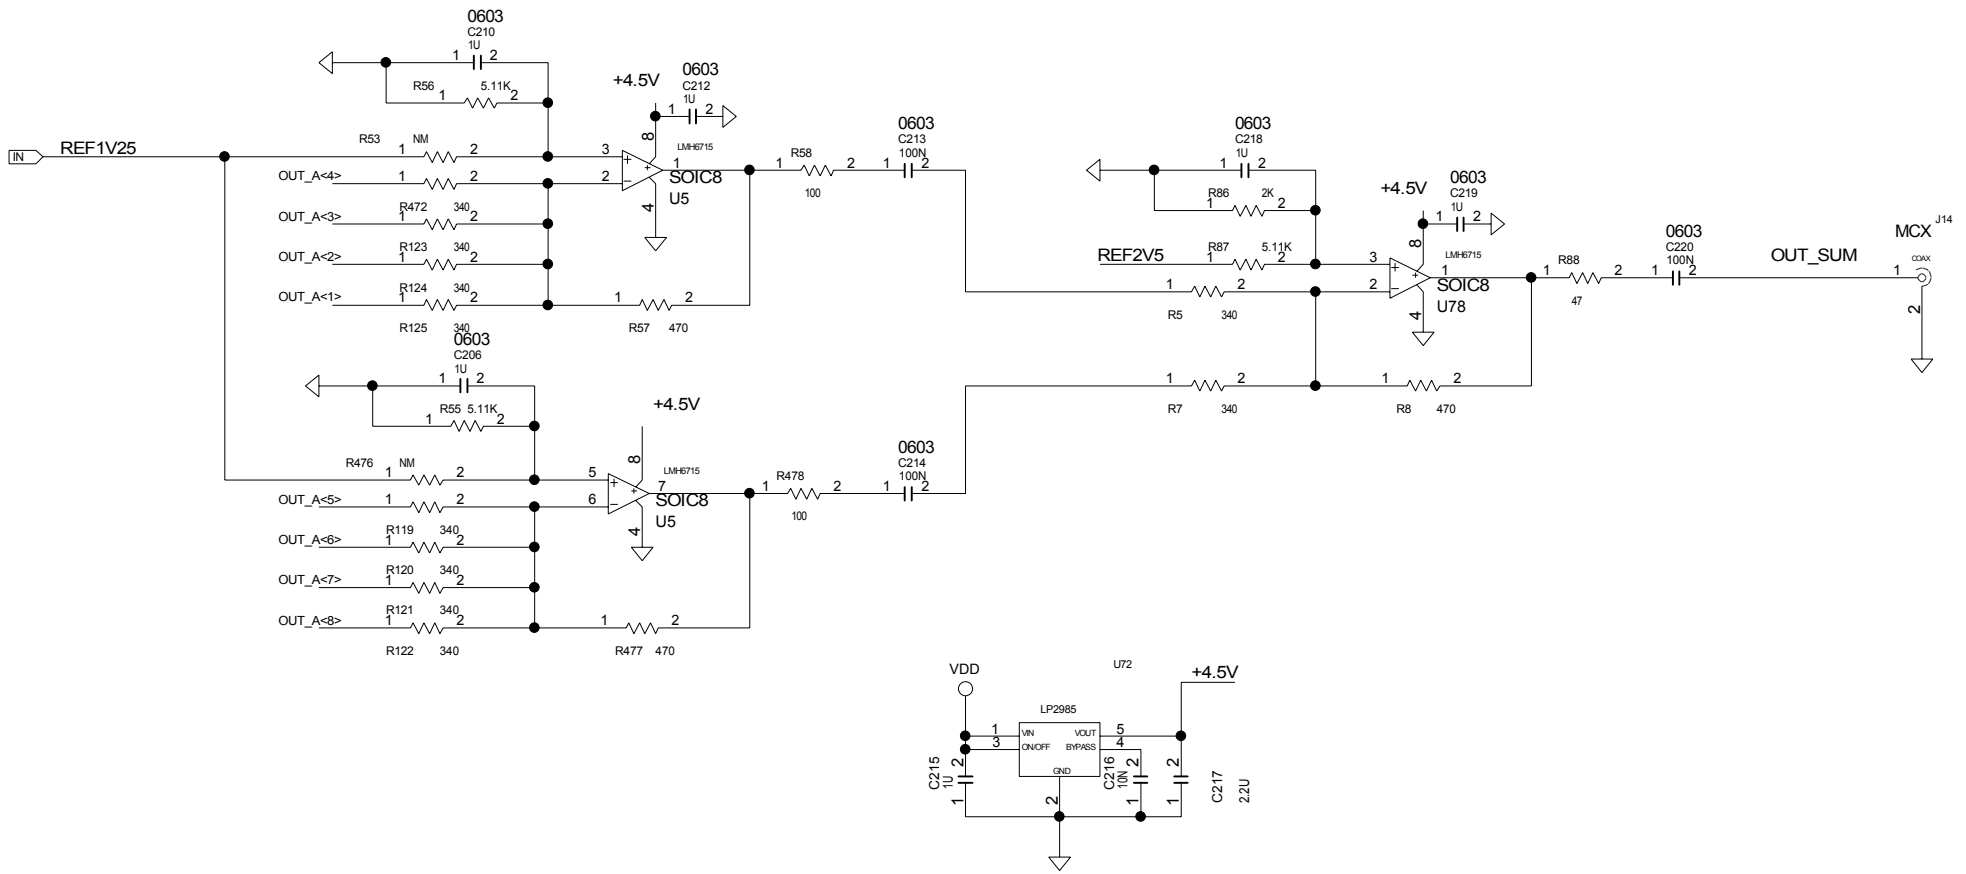 0603
C210
1U
1 2
R56 5.11K
1 2
+4.5V
0603
C212
1U
1 2
8
IN REF1V25
R53 NM
1 2
3
LMH6715
1
SOIC8
U5
2
4
OUT_A<4>
1 2
R472 340
OUT_A<3>
1 2
R123 340
OUT_A<2>
1 2
R124 340
OUT_A<1>
1 2
R125 340
1 2
R57 470
R58
1 2
100
0603
C213
100N
1 2
0603
C218
1U
1 2
R86 2K
1 2
REF2V5
R87 5.11K
1 2
+4.5V
0603
C219
1U
1 2
8
3
LMH6715
1
SOIC8
U78
2
4
1 2
R5 340
1 2
R7 340
1 2
R8 470
R88
1 2
47
0603
C220
100N
1 2
OUT_SUM
MCX J14
COAX
1
2
0603
C206
1U
1 2
R55 5.11K
1 2
+4.5V
8
R476 NM
1 2
5
LMH6715
7
SOIC8
U5
6
4
OUT_A<5>
1 2
R119 340
OUT_A<6>
1 2
R120 340
OUT_A<7>
1 2
R121 340
OUT_A<8>
1 2
R122 340
1 2
R477 470
R478
1 2
100
0603
C214
100N
1 2
VDD
U72
+4.5V
LP2985
1 VIN VOUT 5
3 ON/OFF BYPASS 4
GND
2
C215
1U
2
1
C216
10N
2
1
C217
2.2U
2
1